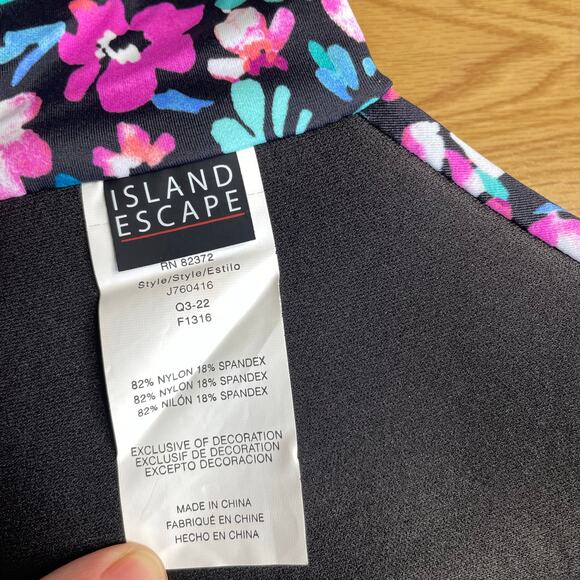 ISLAND
ESCAPE
RN 82372
Style/Style/Estilo
J760416
Q3-22
F1316
82% NYLON 18% SPANDEX
82% NYLON 18% SPANDEX
82% NILÓN 18% SPANDEX
EXCLUSIVE OF DECORATION
EXCLUSIF DE DECORATION
EXCEPTO DECORACION
MADE IN CHINA
FABRIQUÉ EN CHINE
HECHO EN CHINA